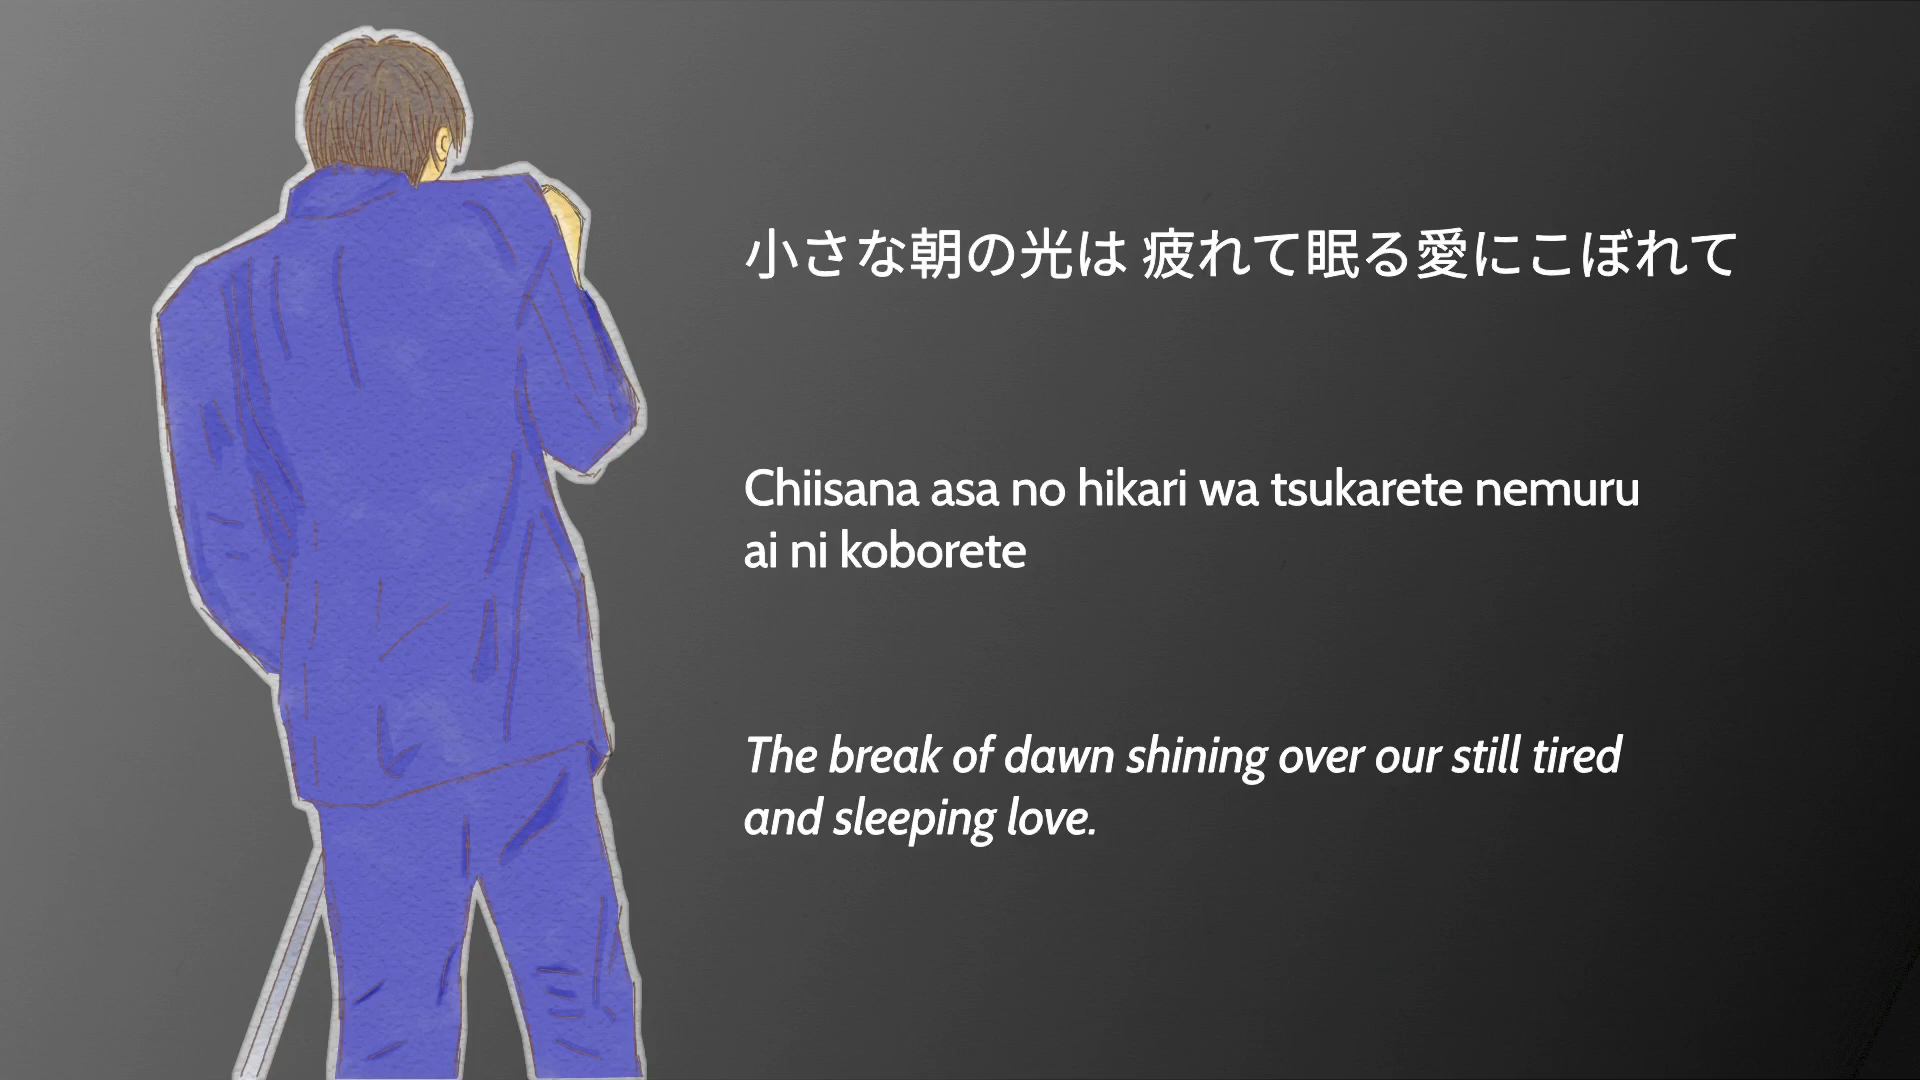 小さな朝の光は 疲れて眠る愛にこぼれて
Chiisana asa no hikari wa tsukarete nemuru
ai ni koborete
The break of dawn shining over our still tired
and sleeping love.